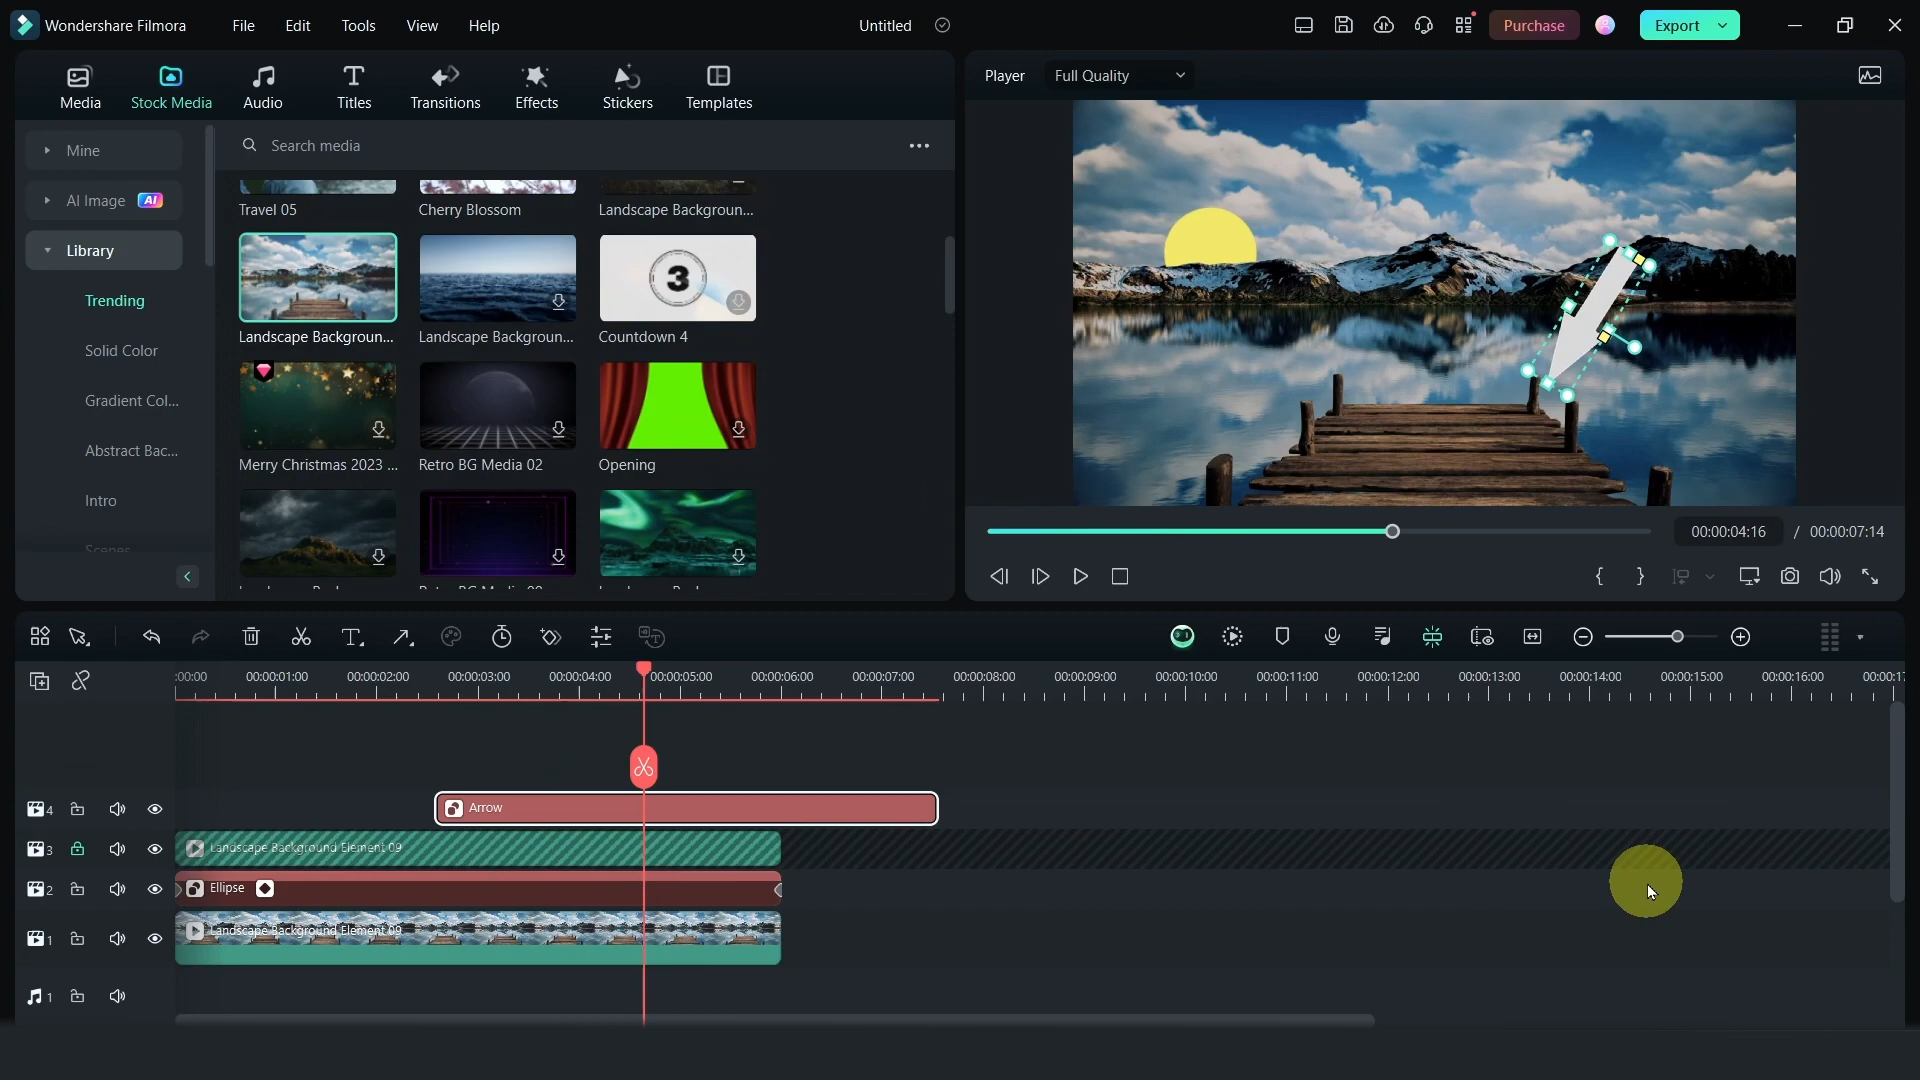 Wondershare Filmora File Edit Tools View Help Untitled Purchase Export
Media Stock Media Audio Titles Transitions Effects Stickers Templates
Player Full Quality
Mine
Search media
AI Image AI
Travel 05 Cherry Blossom Landscape Backgroun...
Library
Trending
Solid Color
Gradient Col...
Abstract Bac...
Intro
Scenes
3
Landscape Backgroun... Landscape Backgroun... Countdown 4
Merry Christmas 2023 ... Retro BG Media 02 Opening
00:00:04:16 / 00:00:07:14
:00:00 00:00:01:00 00:00:02:00 00:00:03:00 00:00:04:00 00:00:05:00 00:00:06:00 00:00:07:00 00:00:08:00 00:00:09:00 00:00:10:00 00:00:11:00 00:00:12:00 00:00:13:00 00:00:14:00 00:00:15:00 00:00:16:00 00:00:17
4 Arrow
3 Landscape Background Element 09
2 Ellipse
1 Landscape Background Element 09
1